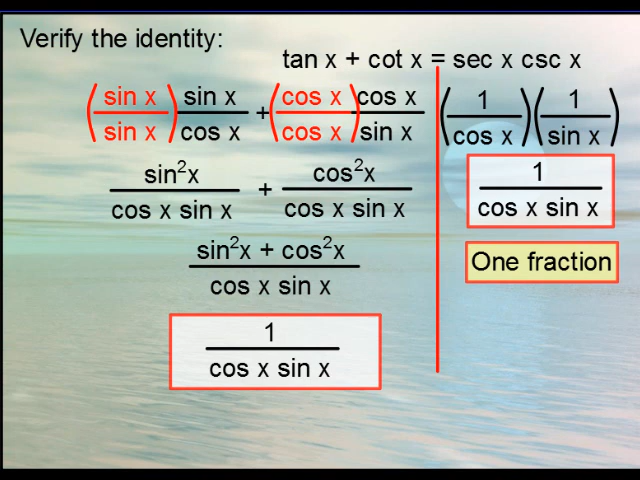 Verify the identity:
tan x + cot x = sec x csc x
(sin x / sin x) sin x / cos x + (cos x / cos x) cos x / sin x
(1 / cos x) (1 / sin x)
sin²x / cos x sin x + cos²x / cos x sin x
1 / cos x sin x
sin²x + cos²x / cos x sin x
One fraction
1 / cos x sin x